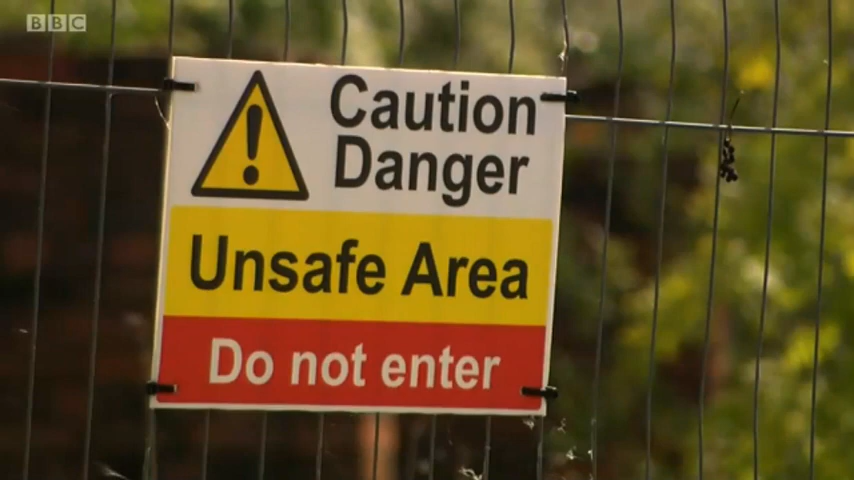 BBC
Caution
Danger
Unsafe Area
Do not enter